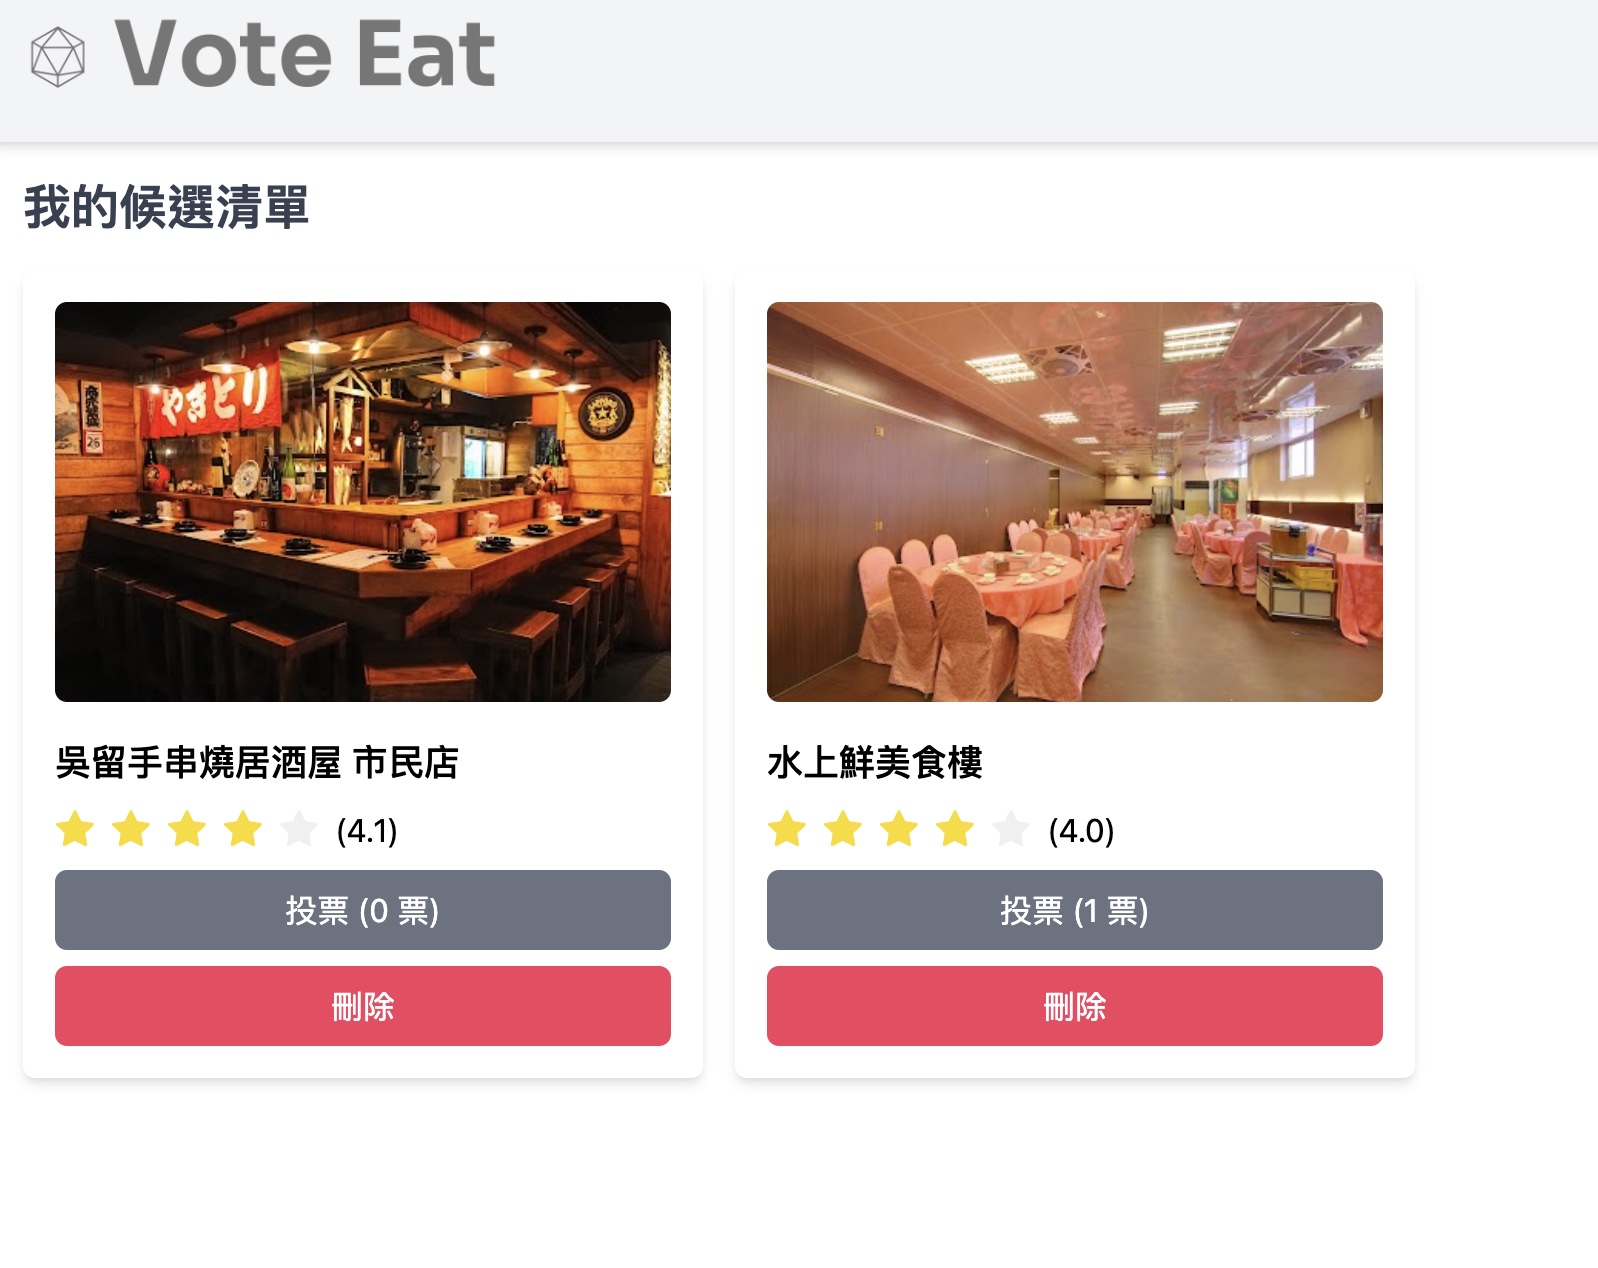 Vote Eat
我的候選清單
やきとり
26
吳留手串燒居酒屋 市民店
(4.1)
投票 (0 票)
刪除
水上鮮美食樓
(4.0)
投票 (1 票)
刪除